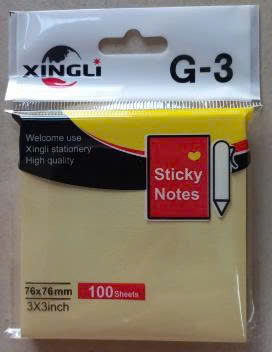 XINGLI
G-3
Welcome use
Xingli stationery
High quality
Sticky
Notes
76x76mm
3X3inch
100 Sheets